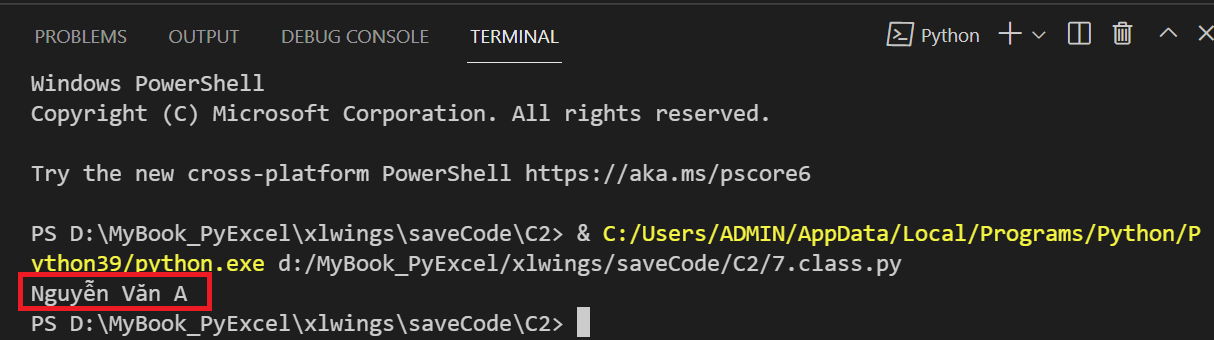 PROBLEMS OUTPUT DEBUG CONSOLE TERMINAL Python
Windows PowerShell
Copyright (C) Microsoft Corporation. All rights reserved.
Try the new cross-platform PowerShell https://aka.ms/pscore6
PS D:\MyBook_PyExcel\xlwings\saveCode\C2> & C:/Users/ADMIN/AppData/Local/Programs/Python/P
ython39/python.exe d:/MyBook_PyExcel/xlwings/saveCode/C2/7.class.py
Nguyễn Văn A
PS D:\MyBook_PyExcel\xlwings\saveCode\C2>